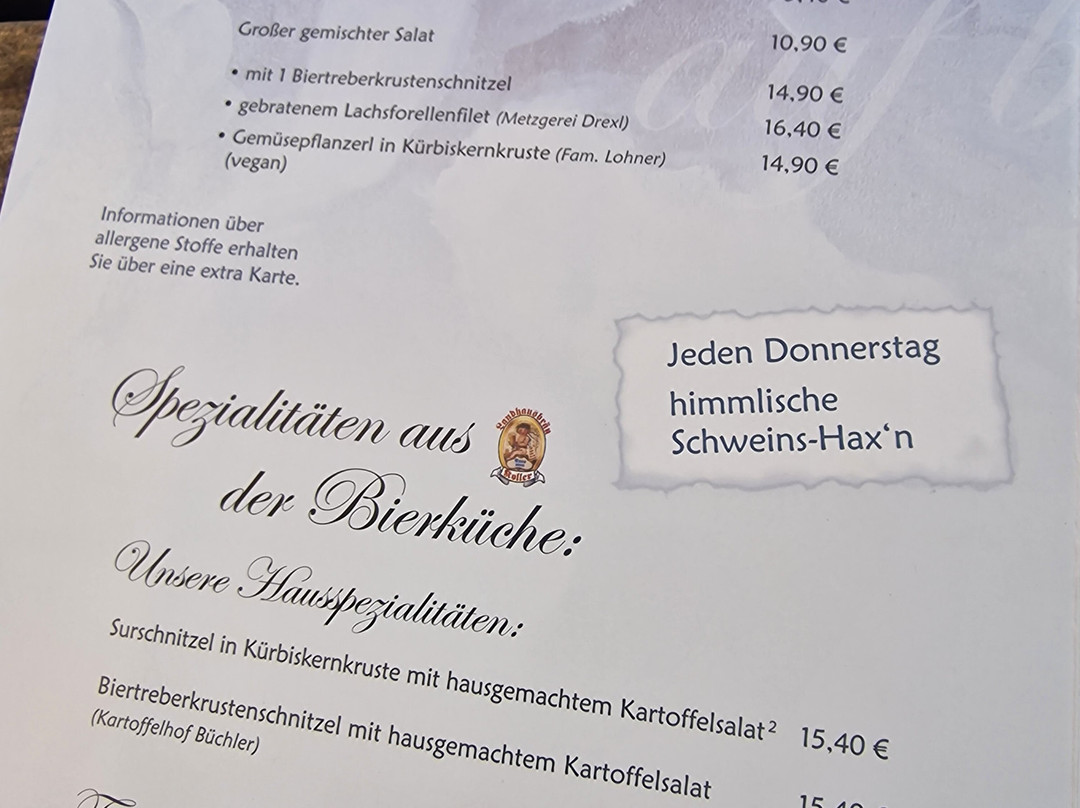 Großer gemischter Salat 10,90 €
• mit 1 Biertreberkrustenschnitzel 14,90 €
• gebratenem Lachsforellenfilet (Metzgerei Drexl) 16,40 €
• Gemüsepflanzerl in Kürbiskernkruste (Fam. Lohner) 14,90 €
(vegan)
Informationen über
allergene Stoffe erhalten
Sie über eine extra Karte.
Jeden Donnerstag
himmlische
Schweins-Hax‘n
Spezialitäten aus
Landhausbräu
Koller
der Bierküche:
Unsere Hausspezialitäten:
Surschnitzel in Kürbiskernkruste mit hausgemachtem Kartoffelsalat² 15,40 €
Biertreberkrustenschnitzel mit hausgemachtem Kartoffelsalat
(Kartoffelhof Büchler)